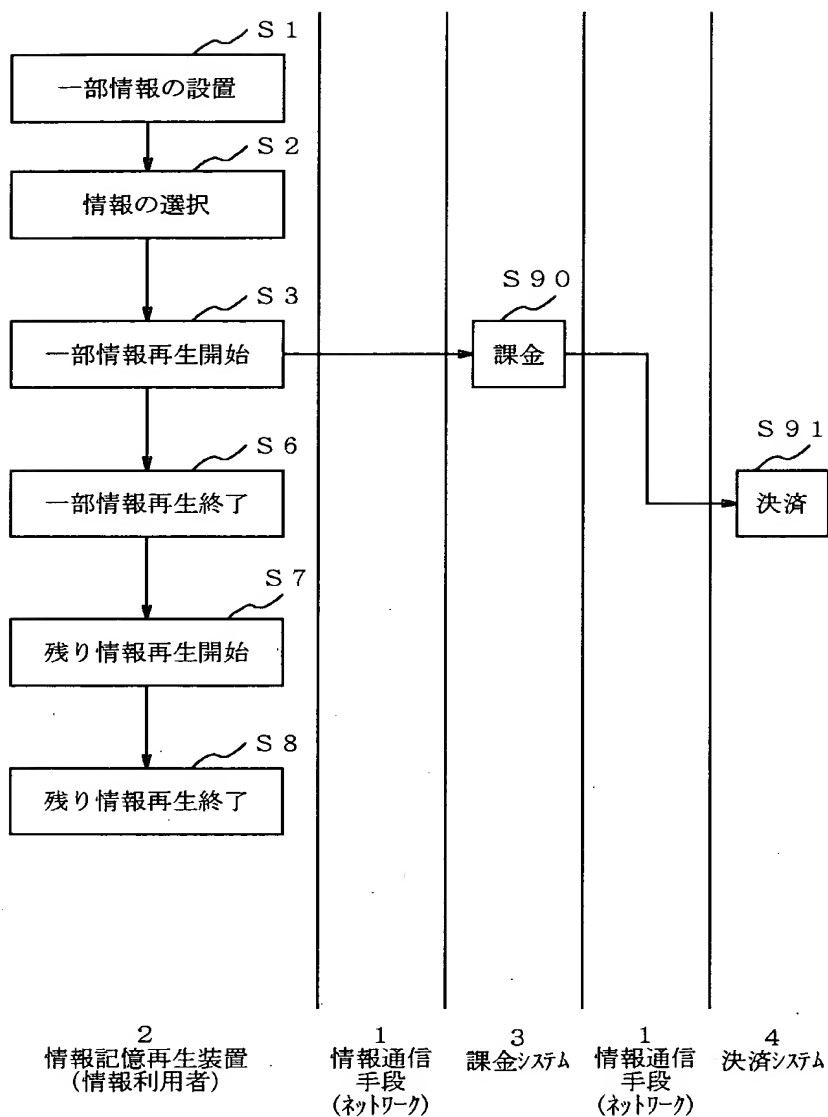 S1
一部情報の設置
S2
情報の選択
S3
一部情報再生開始
S90
課金
S6
一部情報再生終了
S91
決済
S7
残り情報再生開始
S8
残り情報再生終了
2
情報記憶再生装置
(情報利用者)
1
情報通信
手段
(ネットワーク)
3
課金システム
1
情報通信
手段
(ネットワーク)
4
決済システム